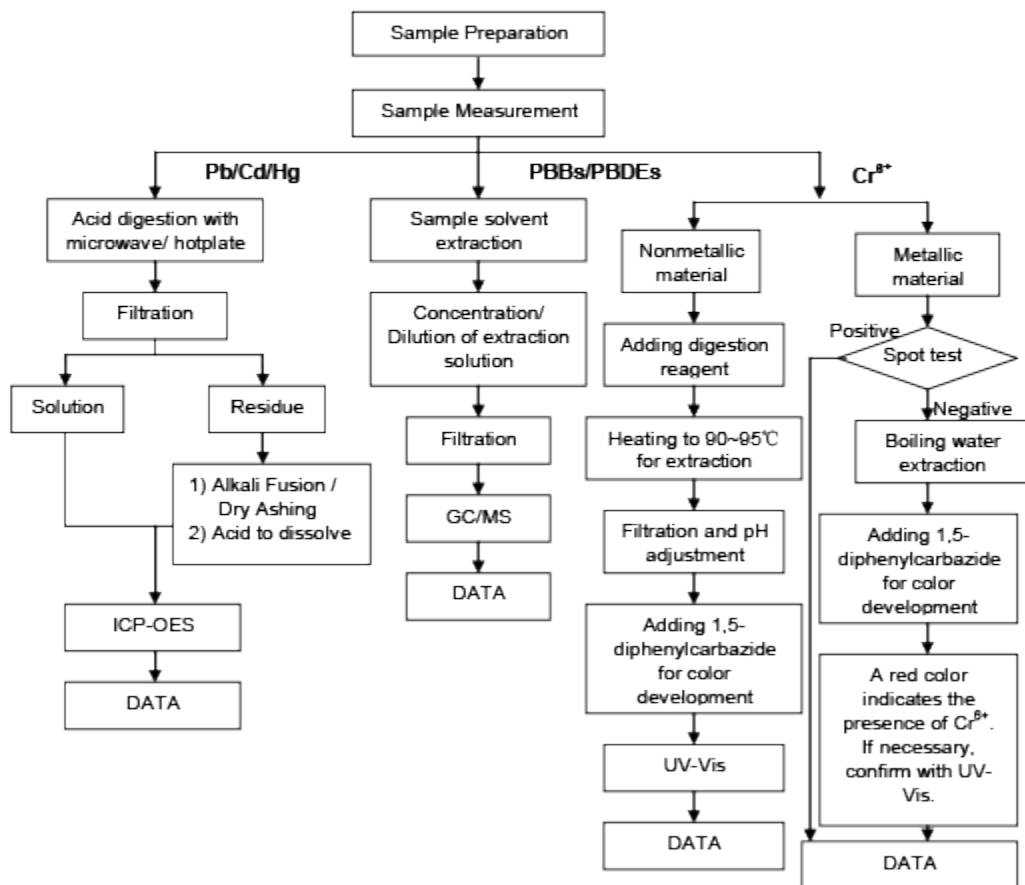 Sample Preparation
Sample Measurement
Pb/Cd/Hg
PBBs/PBDEs
Cr⁶⁺
Acid digestion with
microwave/ hotplate
Filtration
Solution
Residue
1) Alkali Fusion /
Dry Ashing
2) Acid to dissolve
ICP-OES
DATA
Sample solvent
extraction
Concentration/
Dilution of extraction
solution
Filtration
GC/MS
DATA
Nonmetallic
material
Adding digestion
reagent
Heating to 90~95℃
for extraction
Filtration and pH
adjustment
Adding 1,5-
diphenylcarbazide
for color
development
UV-Vis
DATA
Metallic
material
Positive
Spot test
Negative
Boiling water
extraction
Adding 1,5-
diphenylcarbazide
for color
development
A red color
indicates the
presence of Cr⁶⁺.
If necessary,
confirm with UV-
Vis.
DATA